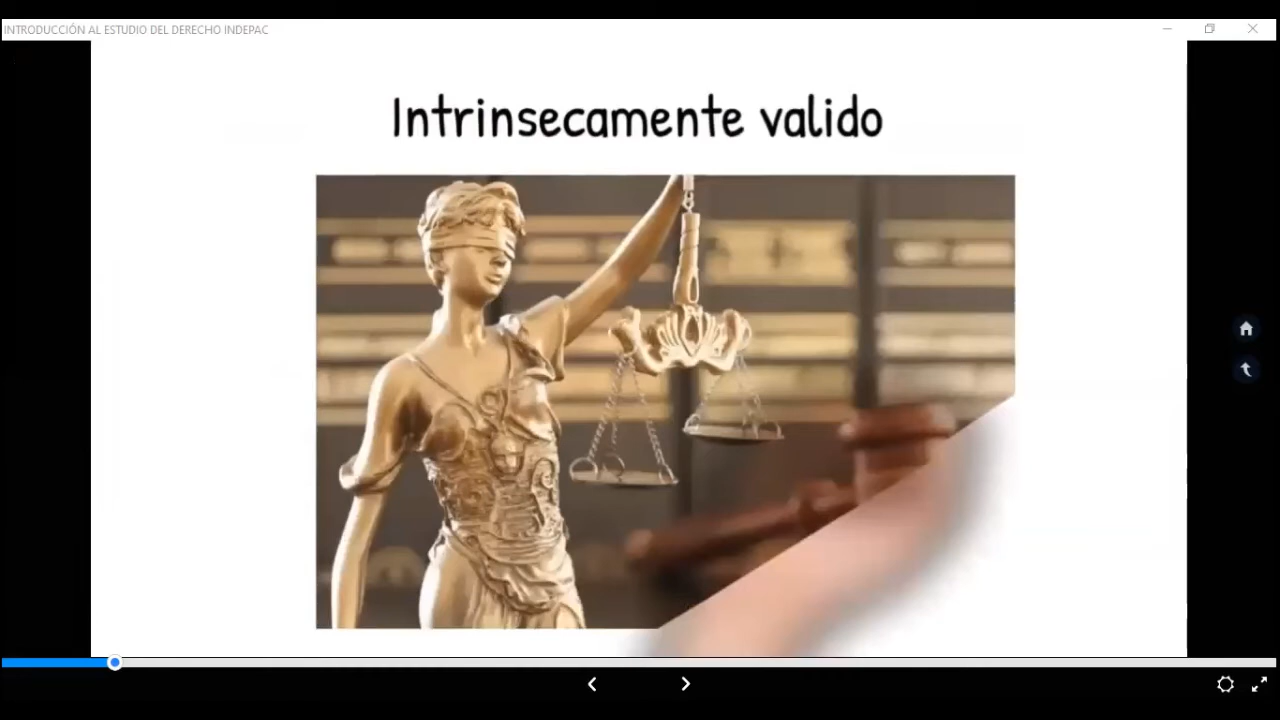 INTRODUCCIÓN AL ESTUDIO DEL DERECHO INDEPAC
Intrinsecamente valido